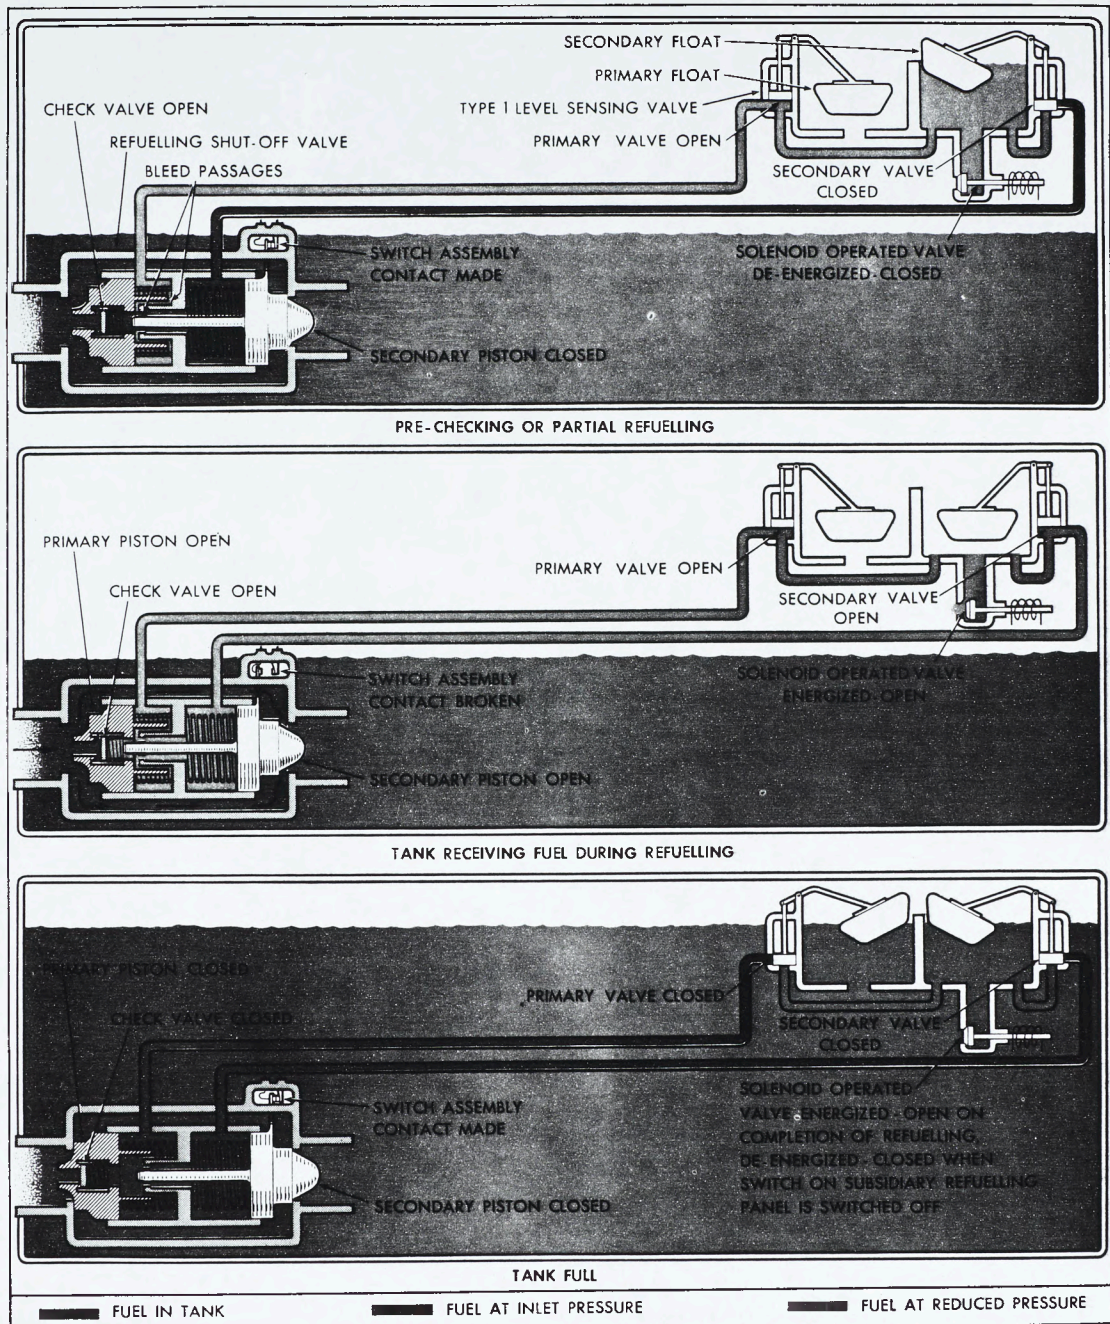 SECONDARY FLOAT
PRIMARY FLOAT
TYPE 1 LEVEL SENSING VALVE
CHECK VALVE OPEN
REFUELLING SHUT-OFF VALVE
BLEED PASSAGES
PRIMARY VALVE OPEN
SECONDARY VALVE
CLOSED
SWITCH ASSEMBLY
CONTACT MADE
SOLENOID OPERATED VALVE
DE-ENERGIZED-CLOSED
SECONDARY PISTON CLOSED
PRE-CHECKING OR PARTIAL REFUELLING
PRIMARY PISTON OPEN
CHECK VALVE OPEN
PRIMARY VALVE OPEN
SECONDARY VALVE
OPEN
SWITCH ASSEMBLY
CONTACT BROKEN
SOLENOID OPERATED VALVE
ENERGIZED-OPEN
SECONDARY PISTON OPEN
TANK RECEIVING FUEL DURING REFUELLING
PRIMARY PISTON CLOSED
CHECK VALVE CLOSED
PRIMARY VALVE CLOSED
SECONDARY VALVE
CLOSED
SWITCH ASSEMBLY
CONTACT MADE
SOLENOID OPERATED
VALVE ENERGIZED-OPEN ON
COMPLETION OF REFUELLING,
DE-ENERGIZED-CLOSED WHEN
SWITCH ON SUBSIDIARY REFUELLING
PANEL IS SWITCHED OFF
SECONDARY PISTON CLOSED
TANK FULL
FUEL IN TANK
FUEL AT INLET PRESSURE
FUEL AT REDUCED PRESSURE